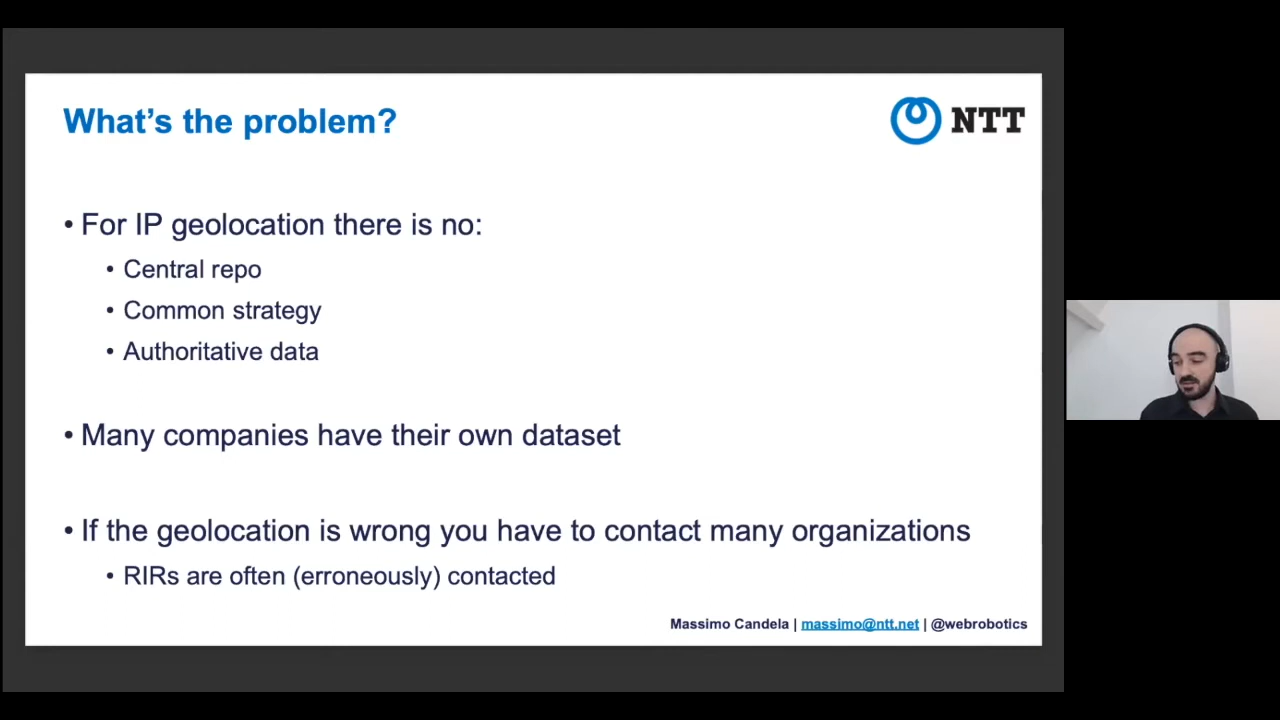 What's the problem?
NTT
• For IP geolocation there is no:
• Central repo
• Common strategy
• Authoritative data
• Many companies have their own dataset
• If the geolocation is wrong you have to contact many organizations
• RIRs are often (erroneously) contacted
Massimo Candela | massimo@ntt.net | @webrobotics